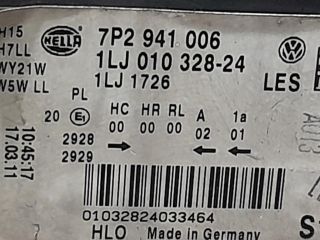 H15
H7LL
WY21W
W5W LL
HELLA
7P2 941 006
1LJ 010 328-24
1LJ 1726
LES
PL
HC HR RL A 1a
20 E1 00 00 00 02 01
2928
2929
10:45:17
17.03.11
01032824033464
HLO Made in Germany